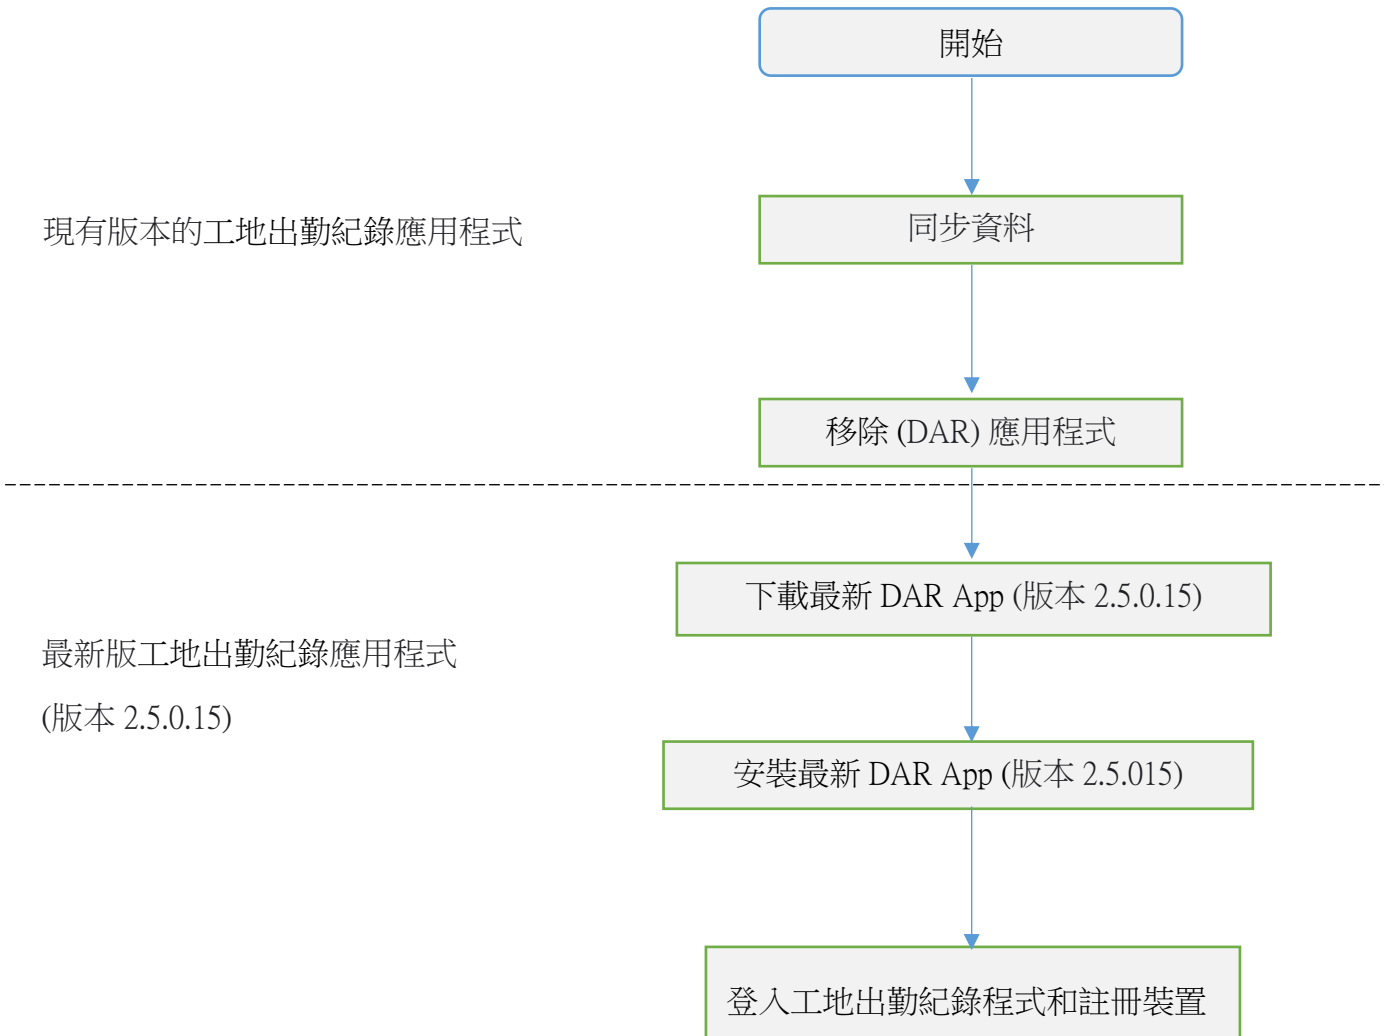 開始
現有版本的工地出勤紀錄應用程式
同步資料
移除 (DAR) 應用程式
下載最新 DAR App (版本 2.5.0.15)
最新版工地出勤紀錄應用程式
(版本 2.5.0.15)
安裝最新 DAR App (版本 2.5.015)
登入工地出勤紀錄程式和註冊裝置